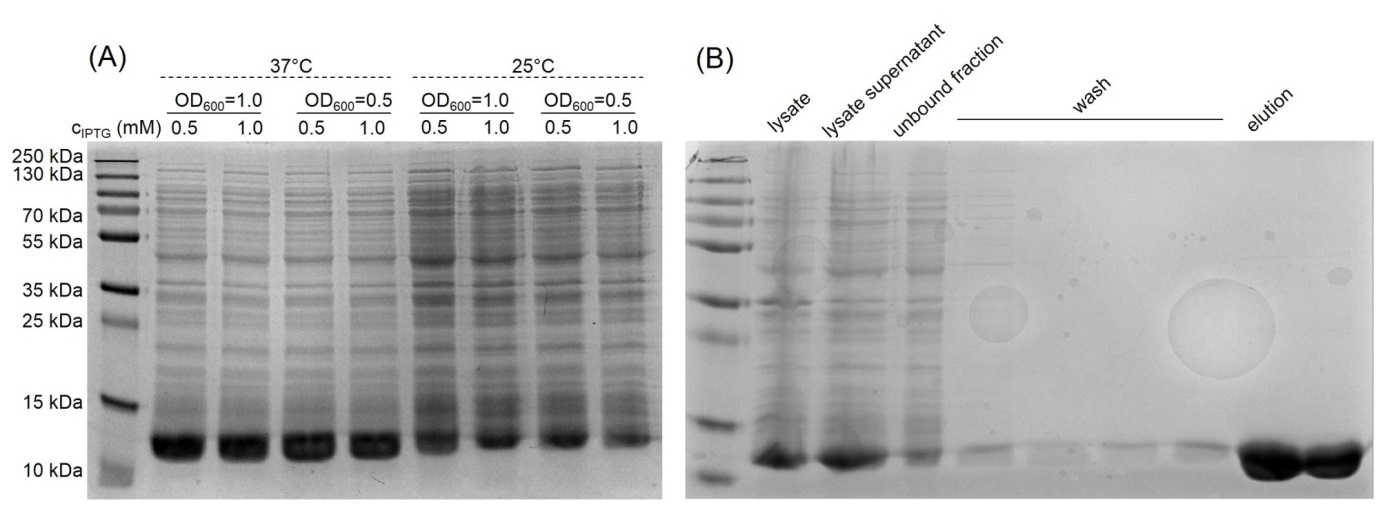 (A)
37°C 25°C
OD600=1.0 OD600=0.5 OD600=1.0 OD600=0.5
cIPTG (mM) 0.5 1.0 0.5 1.0 0.5 1.0 0.5 1.0
250 kDa
130 kDa
70 kDa
55 kDa
35 kDa
25 kDa
15 kDa
10 kDa
(B)
lysate
lysate supernatant
unbound fraction
wash
elution